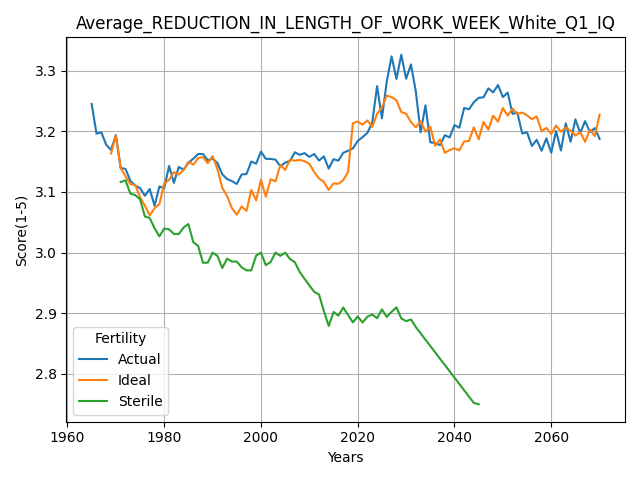 Average_REDUCTION_IN_LENGTH_OF_WORK_WEEK_White_Q1_IQ
3.3
3.2
3.1
3.0
2.9
2.8
Score(1-5)
Fertility
Actual
Ideal
Sterile
1960 1980 2000 2020 2040 2060
Years